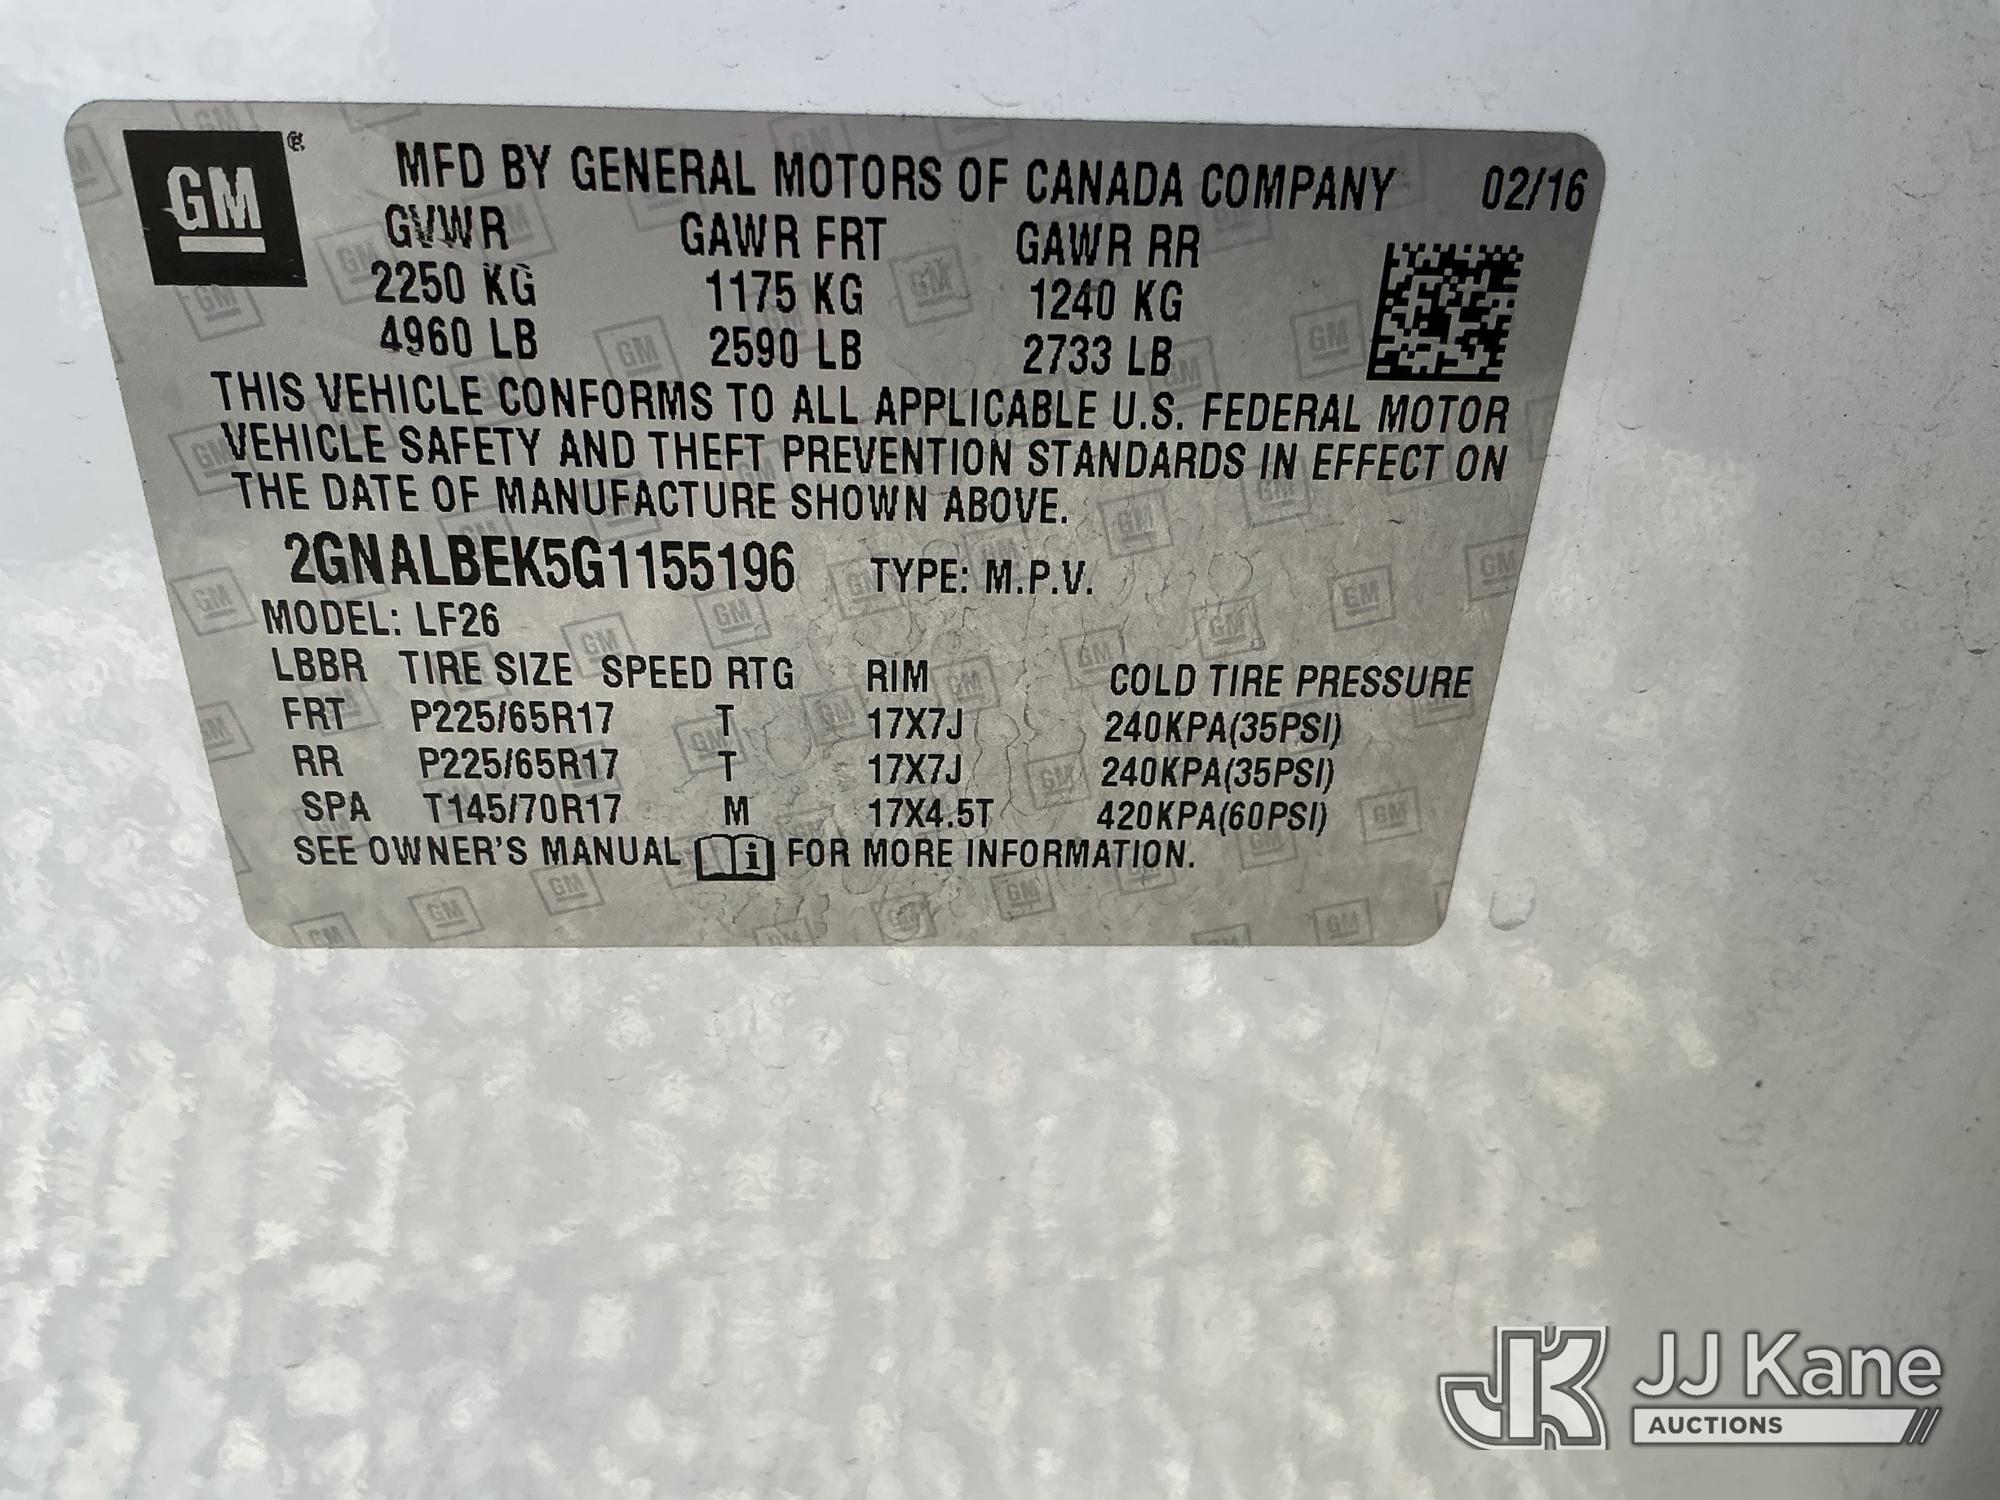 GM® MFD BY GENERAL MOTORS OF CANADA COMPANY 02/16
GVWR GAWR FRT GAWR RR
2250 KG 1175 KG 1240 KG
4960 LB 2590 LB 2733 LB
THIS VEHICLE CONFORMS TO ALL APPLICABLE U.S. FEDERAL MOTOR
VEHICLE SAFETY AND THEFT PREVENTION STANDARDS IN EFFECT ON
THE DATE OF MANUFACTURE SHOWN ABOVE.
2GNALBEK5G1155196 TYPE: M.P.V.
MODEL: LF26
LBBR TIRE SIZE SPEED RTG RIM COLD TIRE PRESSURE
FRT P225/65R17 T 17X7J 240KPA(35PSI)
RR P225/65R17 T 17X7J 240KPA(35PSI)
SPA T145/70R17 M 17X4.5T 420KPA(60PSI)
SEE OWNER'S MANUAL i FOR MORE INFORMATION.
JK JJ Kane
AUCTIONS